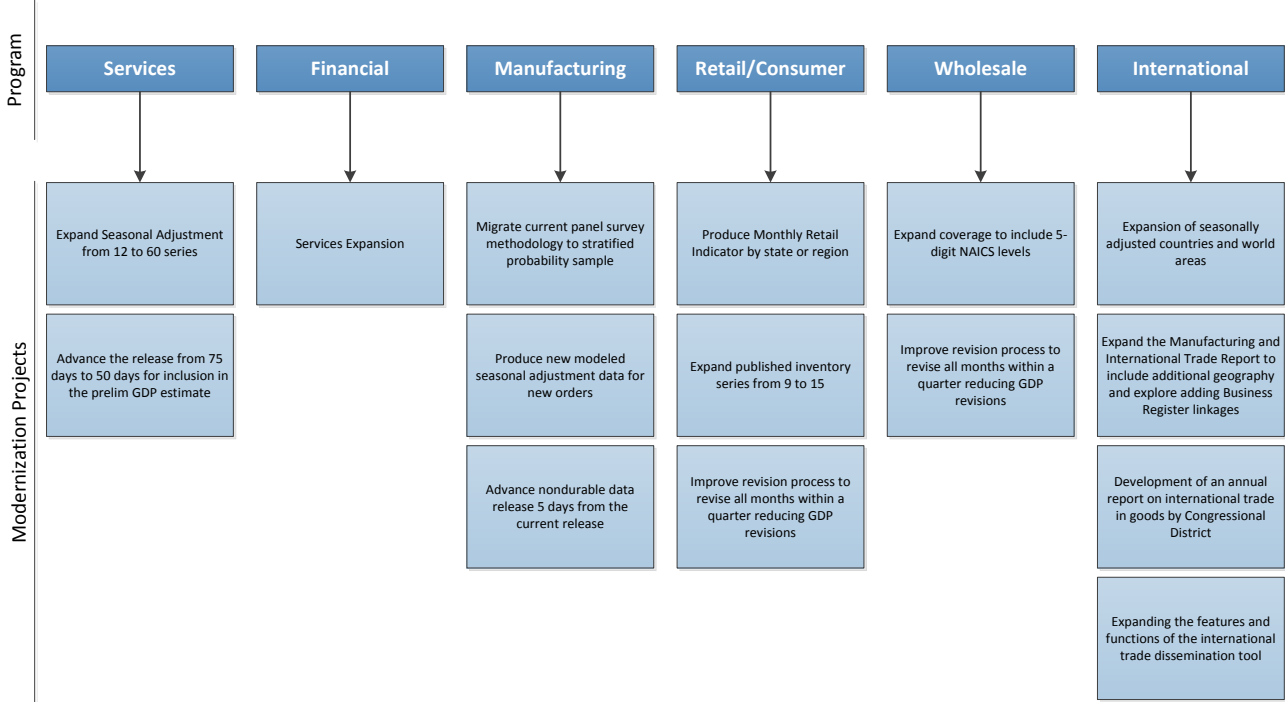 Program
Services
Financial
Manufacturing
Retail/Consumer
Wholesale
International
Modernization Projects
Expand Seasonal Adjustment
from 12 to 60 series
Advance the release from 75
days to 50 days for inclusion in
the prelim GDP estimate
Services Expansion
Migrate current panel survey
methodology to stratified
probability sample
Produce new modeled
seasonal adjustment data for
new orders
Advance nondurable data
release 5 days from the
current release
Produce Monthly Retail
Indicator by state or region
Expand published inventory
series from 9 to 15
Improve revision process to
revise all months within a
quarter reducing GDP
revisions
Expand coverage to include 5-
digit NAICS levels
Improve revision process to
revise all months within a
quarter reducing GDP
revisions
Expansion of seasonally
adjusted countries and world
areas
Expand the Manufacturing and
International Trade Report to
include additional geography
and explore adding Business
Register linkages
Development of an annual
report on international trade
in goods by Congressional
District
Expanding the features and
functions of the international
trade dissemination tool